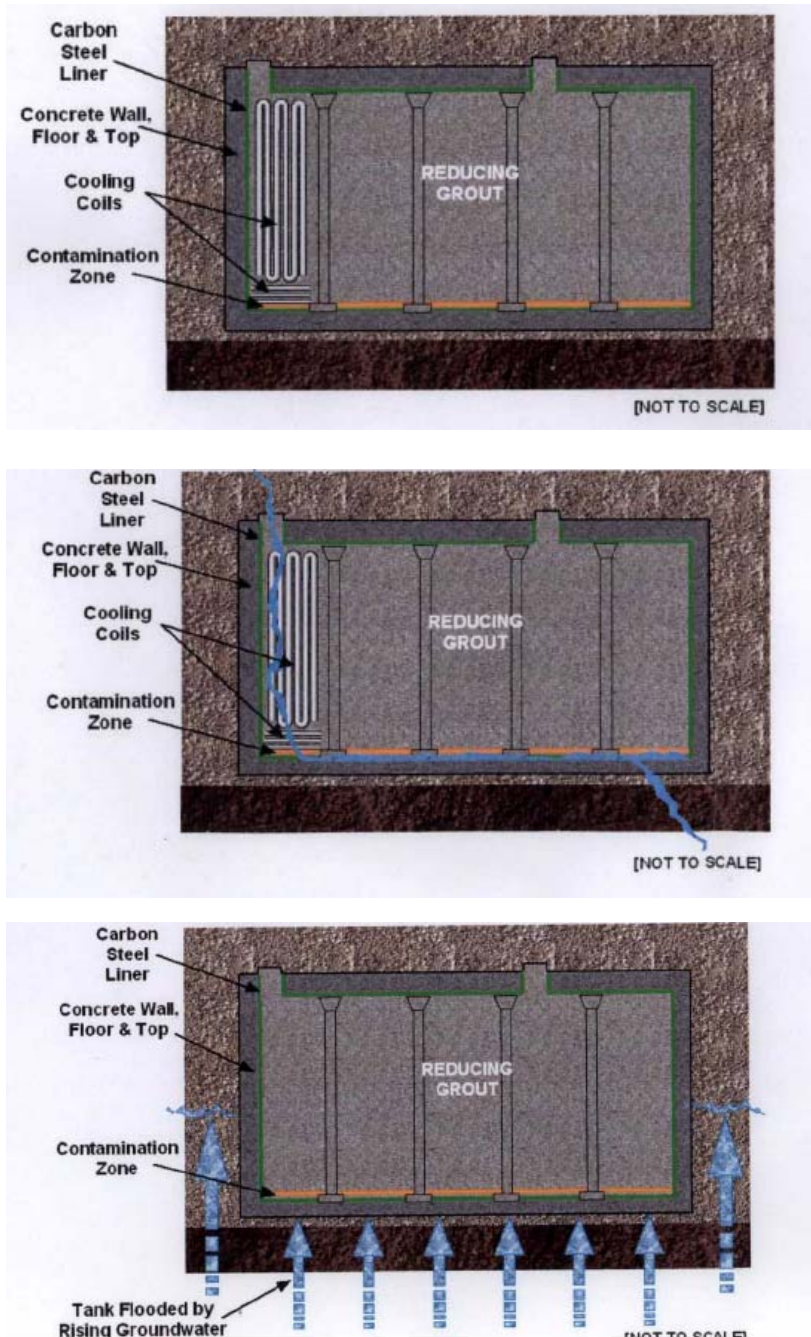 Carbon
Steel
Liner
Concrete Wall,
Floor & Top
Cooling
Coils
Contamination
Zone
REDUCING
GROUT
[NOT TO SCALE]
Carbon
Steel
Liner
Concrete Wall,
Floor & Top
Cooling
Coils
Contamination
Zone
REDUCING
GROUT
[NOT TO SCALE]
Carbon
Steel
Liner
Concrete Wall,
Floor & Top
REDUCING
GROUT
Contamination
Zone
Tank Flooded by
Rising Groundwater
[NOT TO SCALE]